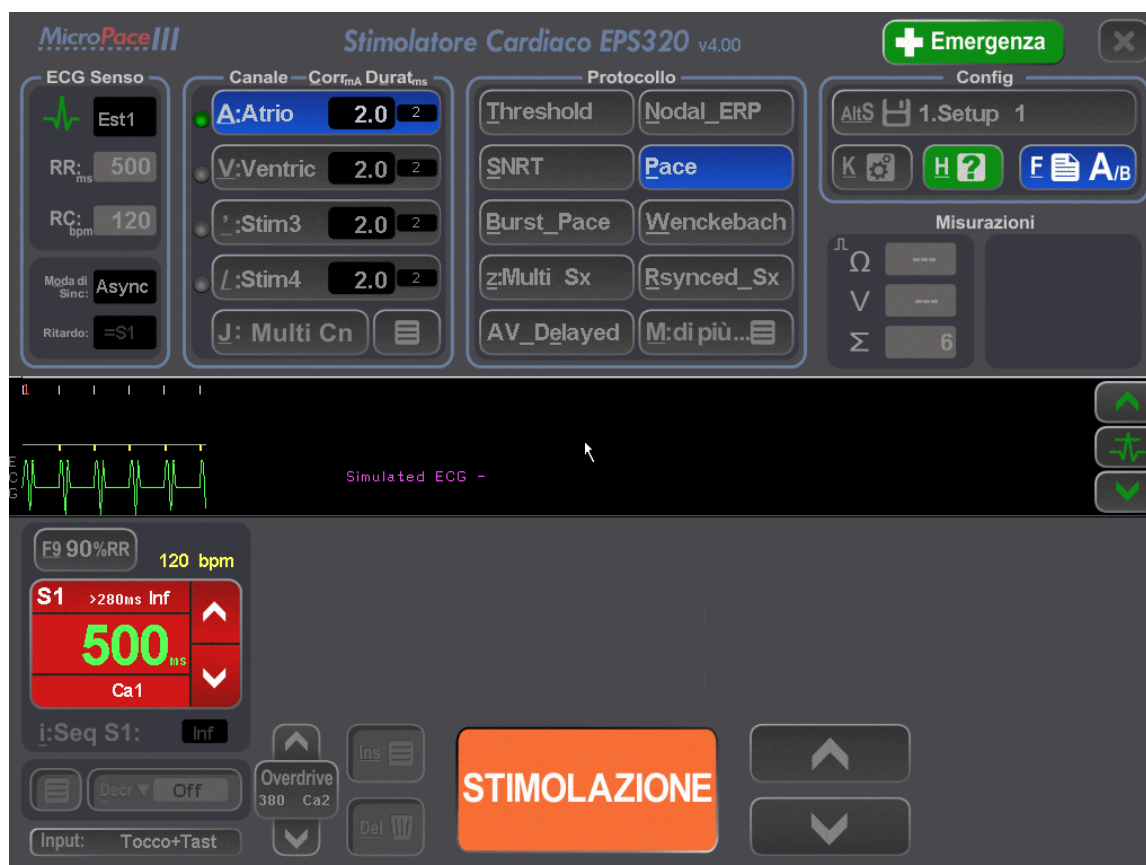 MicroPaceIII
Stimolatore Cardiaco EPS320 v4.00
Emergenza
ECG Senso
Est1
RR: ms 500
RC: bpm 120
Moda di Sinc: Async
Ritardo: =S1
Canale Corr mA Durat ms
A:Atrio 2.0 2
V:Ventric 2.0 2
':Stim3 2.0 2
/:Stim4 2.0 2
J: Multi Cn
Protocollo
Threshold Nodal_ERP
SNRT Pace
Burst_Pace Wenckebach
z:Multi Sx Rsynced_Sx
AV_Delayed M:di più...
Config
AltS 1.Setup 1
K H ? F A/B
Misurazioni
Ω ---
V ---
Σ 6
1
ECG
Simulated ECG -
F9 90%RR 120 bpm
S1 >280ms Inf
500 ms
Ca1
i:Seq S1: Inf
Decr Off
Input: Tocco+Tast
Overdrive
380 Ca2
Ins
Del
STIMOLAZIONE